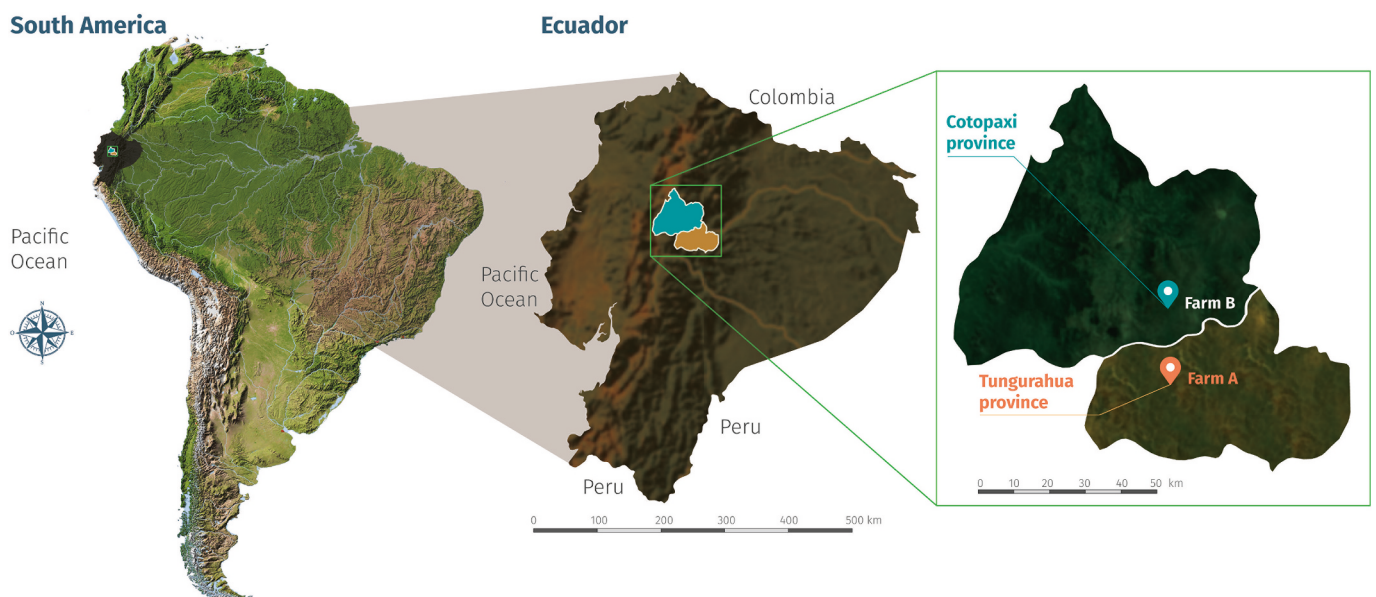 South America
Pacific
Ocean
N
O
E
S
Ecuador
Colombia
Pacific
Ocean
Peru
Peru
0 100 200 300 400 500 km
Cotopaxi
province
Farm B
Tungurahua
province
Farm A
0 10 20 30 40 50 km